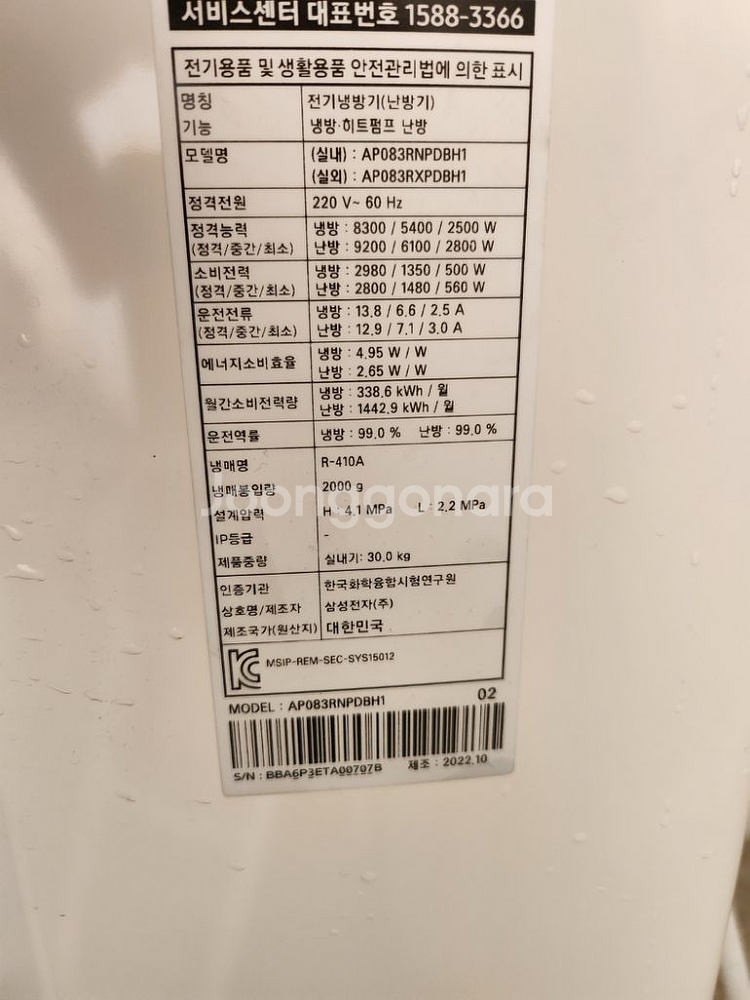 서비스센터 대표번호 1588-3366
전기용품 및 생활용품 안전관리법에 의한 표시
명칭 전기냉방기(난방기)
기능 냉방·히트펌프 난방
모델명 (실내) : AP083RNPDBH1
(실외) : AP083RXPDBH1
정격전원 220 V~ 60 Hz
정격능력 냉방 : 8300 / 5400 / 2500 W
(정격/중간/최소) 난방 : 9200 / 6100 / 2800 W
소비전력 냉방 : 2980 / 1350 / 500 W
(정격/중간/최소) 난방 : 2800 / 1480 / 560 W
운전전류 냉방 : 13.8 / 6.6 / 2.5 A
(정격/중간/최소) 난방 : 12.9 / 7.1 / 3.0 A
에너지소비효율 냉방 : 4.95 W / W
난방 : 2.65 W / W
월간소비전력량 냉방 : 338.6 kWh / 월
난방 : 1442.9 kWh / 월
운전역률 냉방 : 99.0 % 난방 : 99.0 %
냉매명 R-410A
냉매봉입량 2000 g
설계압력 H : 4.1 MPa L : 2.2 MPa
IP등급 -
제품중량 실내기: 30.0 kg
인증기관 한국화학융합시험연구원
상호명/제조자 삼성전자(주)
제조국가(원산지) 대한민국
MSIP-REM-SEC-SYS15012
MODEL : AP083RNPDBH1 02
S/N : BBA6P3ETA00707B 제조 : 2022.10
Joonggonara